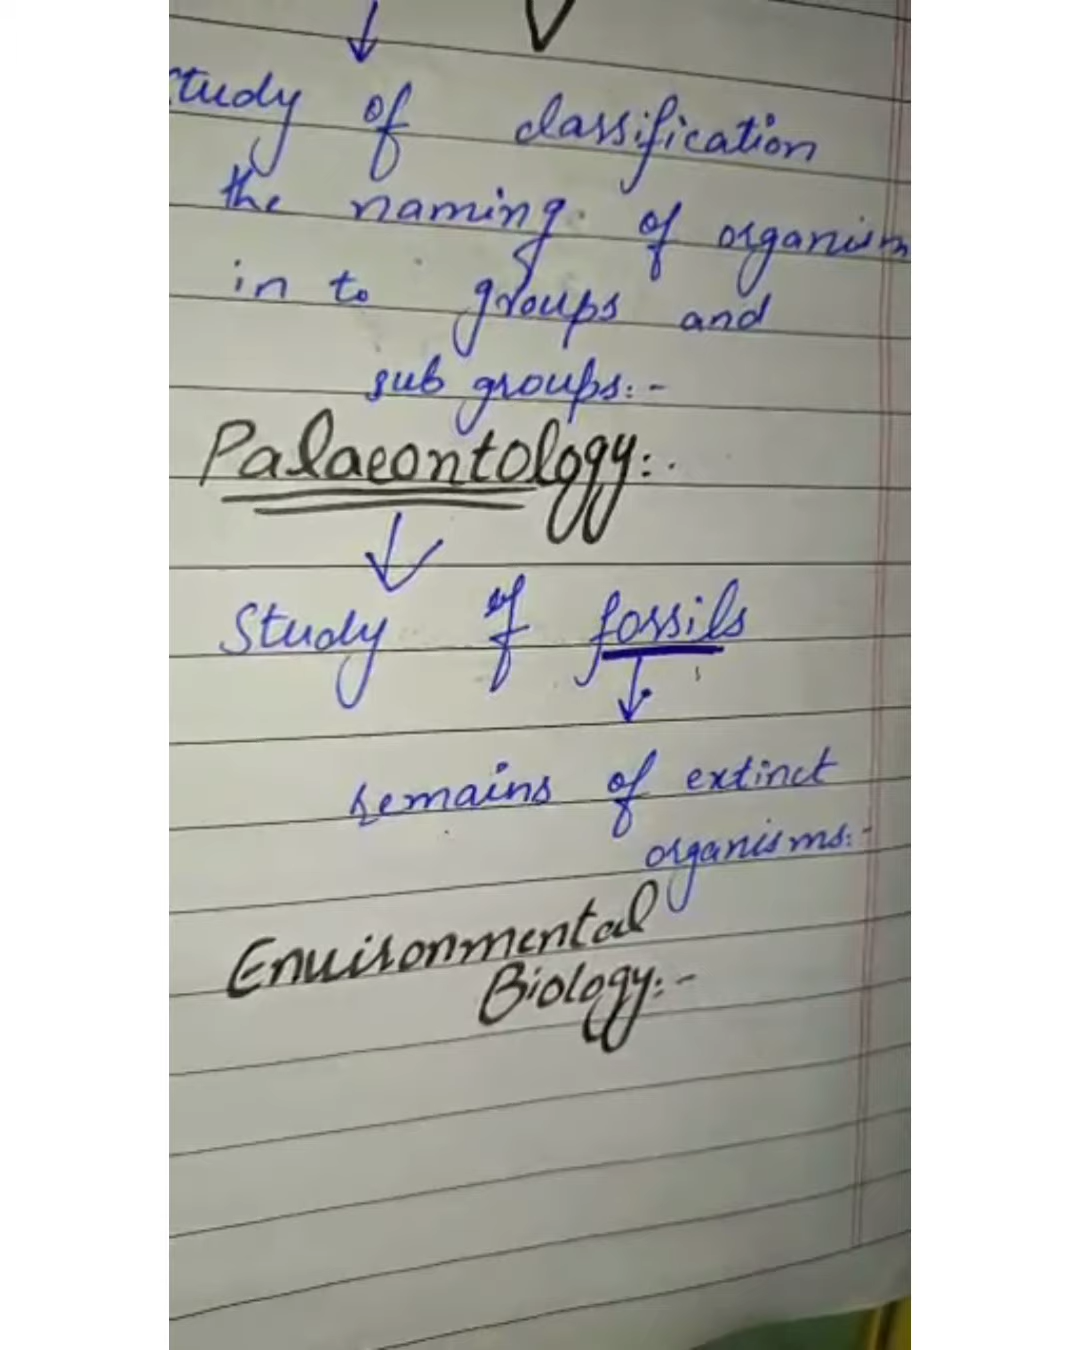 Study of classification
the naming of organism
in to groups and
sub groups:-
Palaeontology:-
Study of fossils
remains of extinct
organisms:-
Environmental
Biology:-